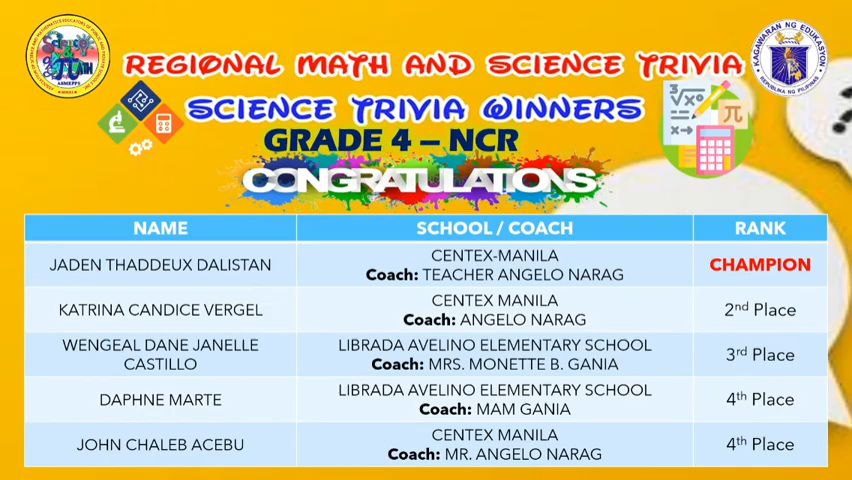 REGIONAL MATH AND SCIENCE TRIVIA
SCIENCE TRIVIA WINNERS
GRADE 4 – NCR
CONGRATULATIONS
NAME SCHOOL / COACH RANK
JADEN THADDEUX DALISTAN
CENTEX-MANILA
Coach: TEACHER ANGELO NARAG
CHAMPION
KATRINA CANDICE VERGEL
CENTEX MANILA
Coach: ANGELO NARAG
2nd Place
WENGEAL DANE JANELLE
CASTILLO
LIBRADA AVELINO ELEMENTARY SCHOOL
Coach: MRS. MONETTE B. GANIA
3rd Place
DAPHNE MARTE
LIBRADA AVELINO ELEMENTARY SCHOOL
Coach: MAM GANIA
4th Place
JOHN CHALEB ACEBU
CENTEX MANILA
Coach: MR. ANGELO NARAG
4th Place
KAGAWARAN NG EDUKASYON
REPUBLIKA NG PILIPINAS